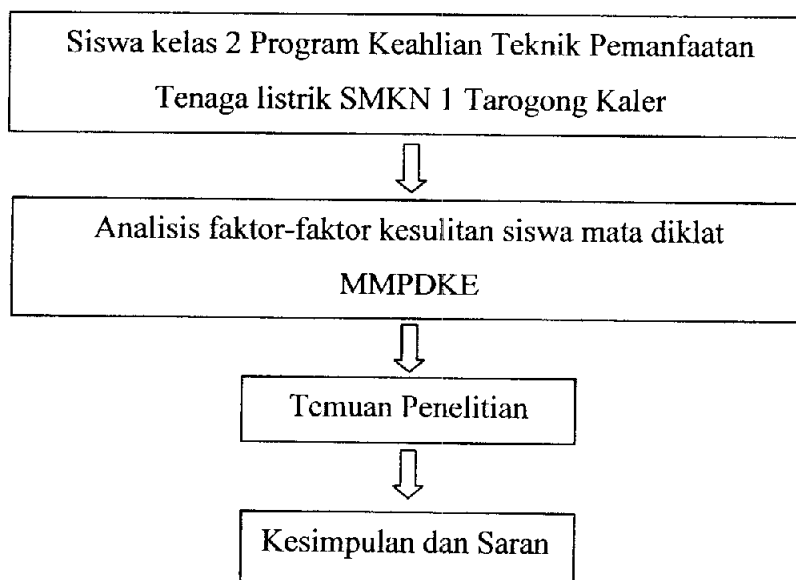 Siswa kelas 2 Program Keahlian Teknik Pemanfaatan
Tenaga listrik SMKN 1 Tarogong Kaler
Analisis faktor-faktor kesulitan siswa mata diklat
MMPDKE
Temuan Penelitian
Kesimpulan dan Saran